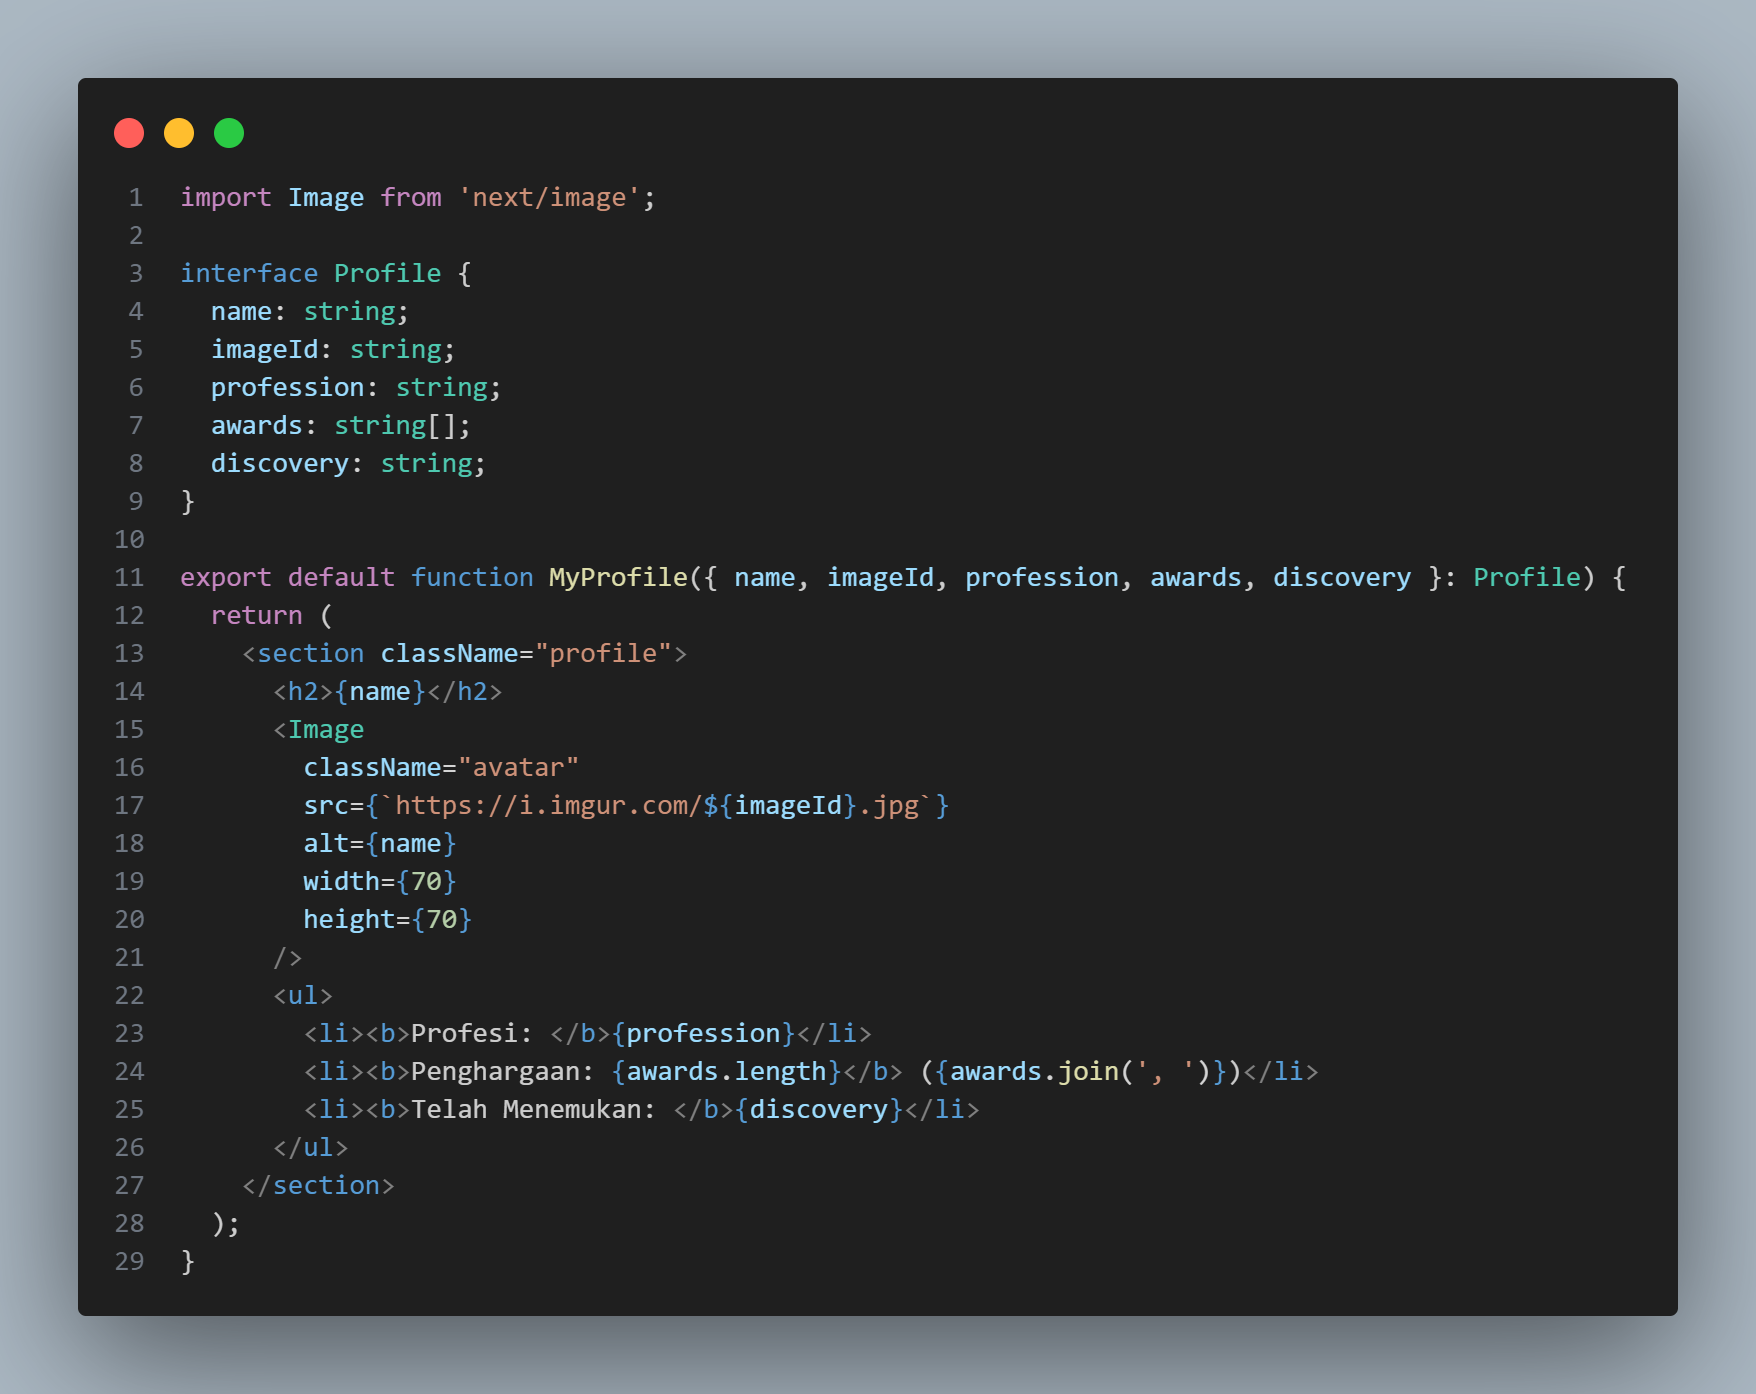 1 import Image from 'next/image';
2
3 interface Profile {
4   name: string;
5   imageId: string;
6   profession: string;
7   awards: string[];
8   discovery: string;
9 }
10
11 export default function MyProfile({ name, imageId, profession, awards, discovery }: Profile) {
12   return (
13     <section className="profile">
14       <h2>{name}</h2>
15       <Image
16         className="avatar"
17         src={`https://i.imgur.com/${imageId}.jpg`}
18         alt={name}
19         width={70}
20         height={70}
21       />
22       <ul>
23         <li><b>Profesi: </b>{profession}</li>
24         <li><b>Penghargaan: {awards.length}</b> ({awards.join(', ')})</li>
25         <li><b>Telah Menemukan: </b>{discovery}</li>
26       </ul>
27     </section>
28   );
29 }